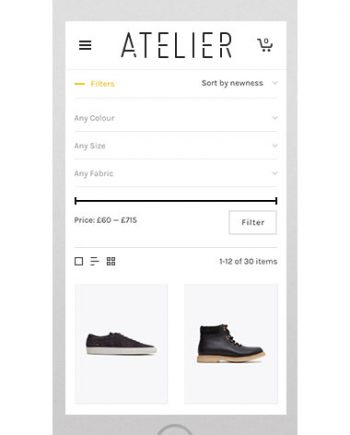 ATELIER
0
Filters
Sort by newness
Any Colour
Any Size
Any Fabric
Price: £60 — £715
Filter
1-12 of 30 items